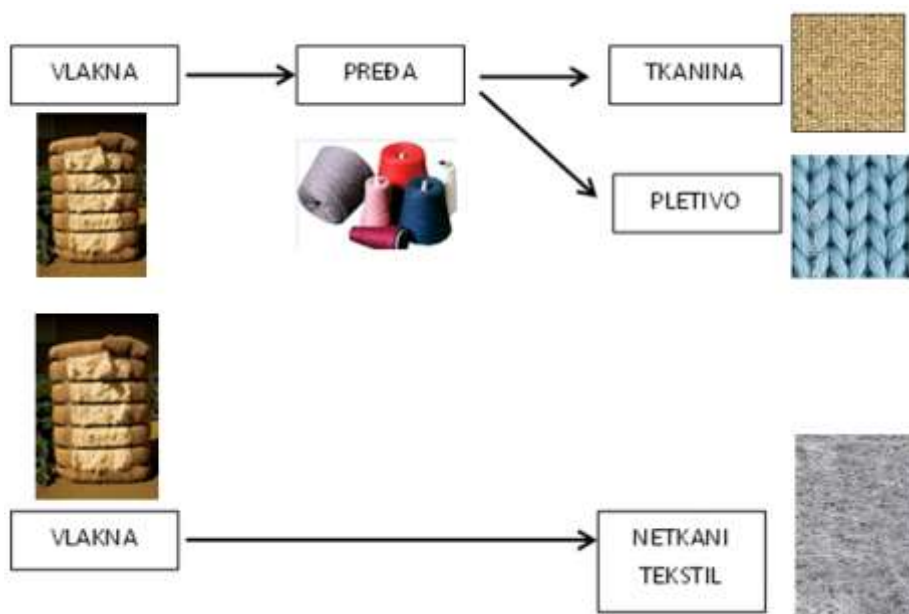 VLAKNA
PREĐA
TKANINA
PLETIVO
VLAKNA
NETKANI
TEKSTIL